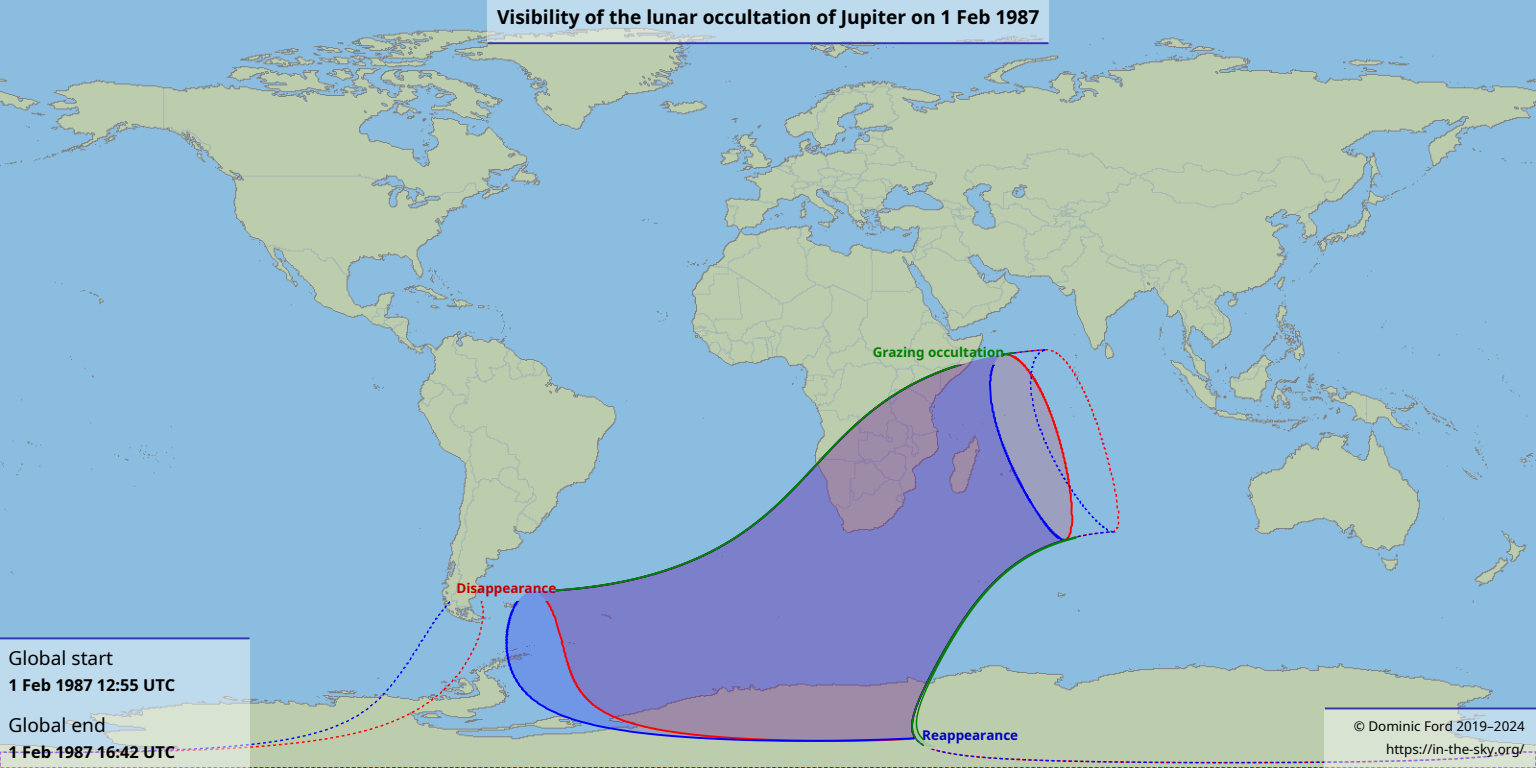 Visibility of the lunar occultation of Jupiter on 1 Feb 1987
Grazing occultation
Disappearance
Global start
1 Feb 1987 12:55 UTC
Global end
1 Feb 1987 16:42 UTC
Reappearance
© Dominic Ford 2019–2024
https://in-the-sky.org/